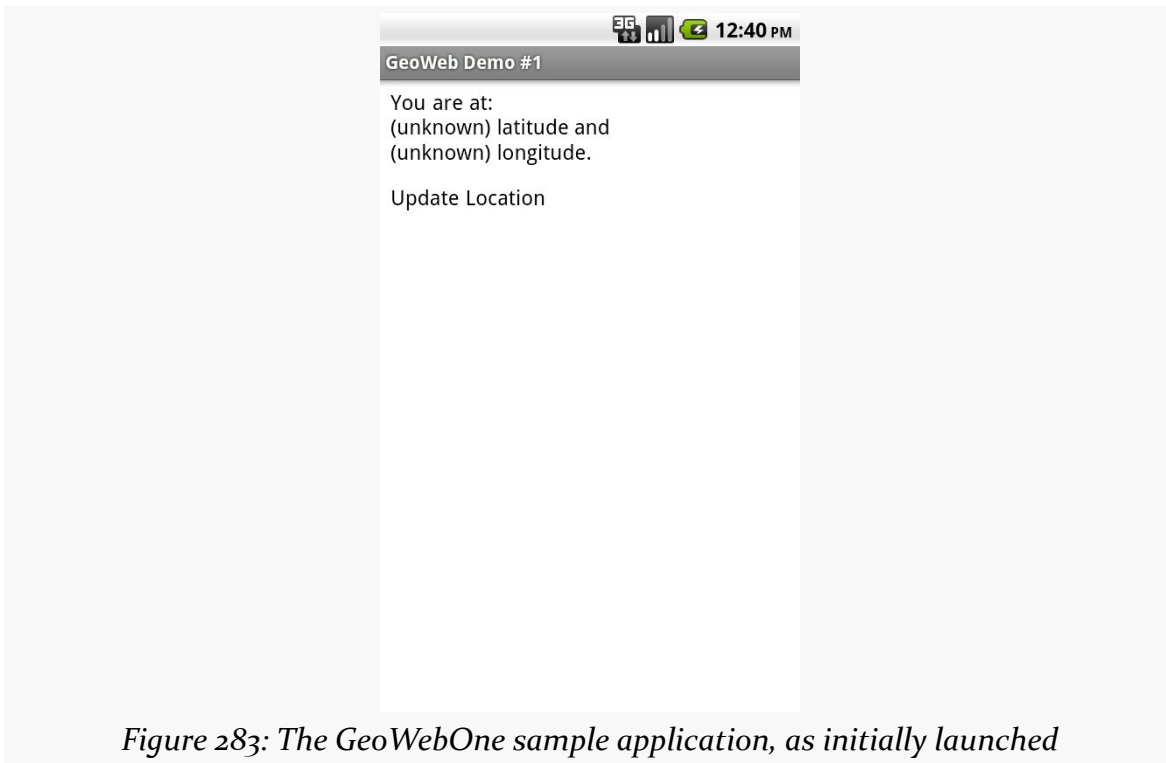 3G 12:40 PM
GeoWeb Demo #1
You are at:
(unknown) latitude and
(unknown) longitude.
Update Location
Figure 283: The GeoWebOne sample application, as initially launched